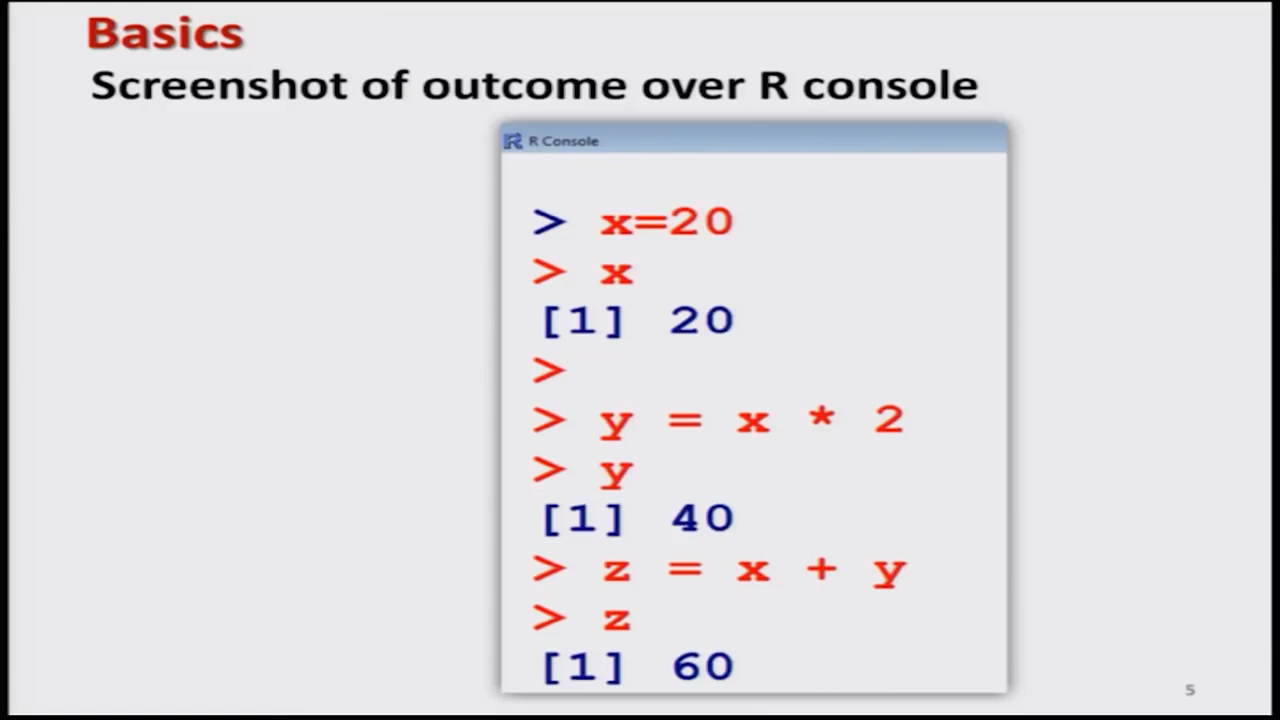 Basics
Screenshot of outcome over R console
R Console
> x=20
> x
[1] 20
>
> y = x * 2
> y
[1] 40
> z = x + y
> z
[1] 60
5